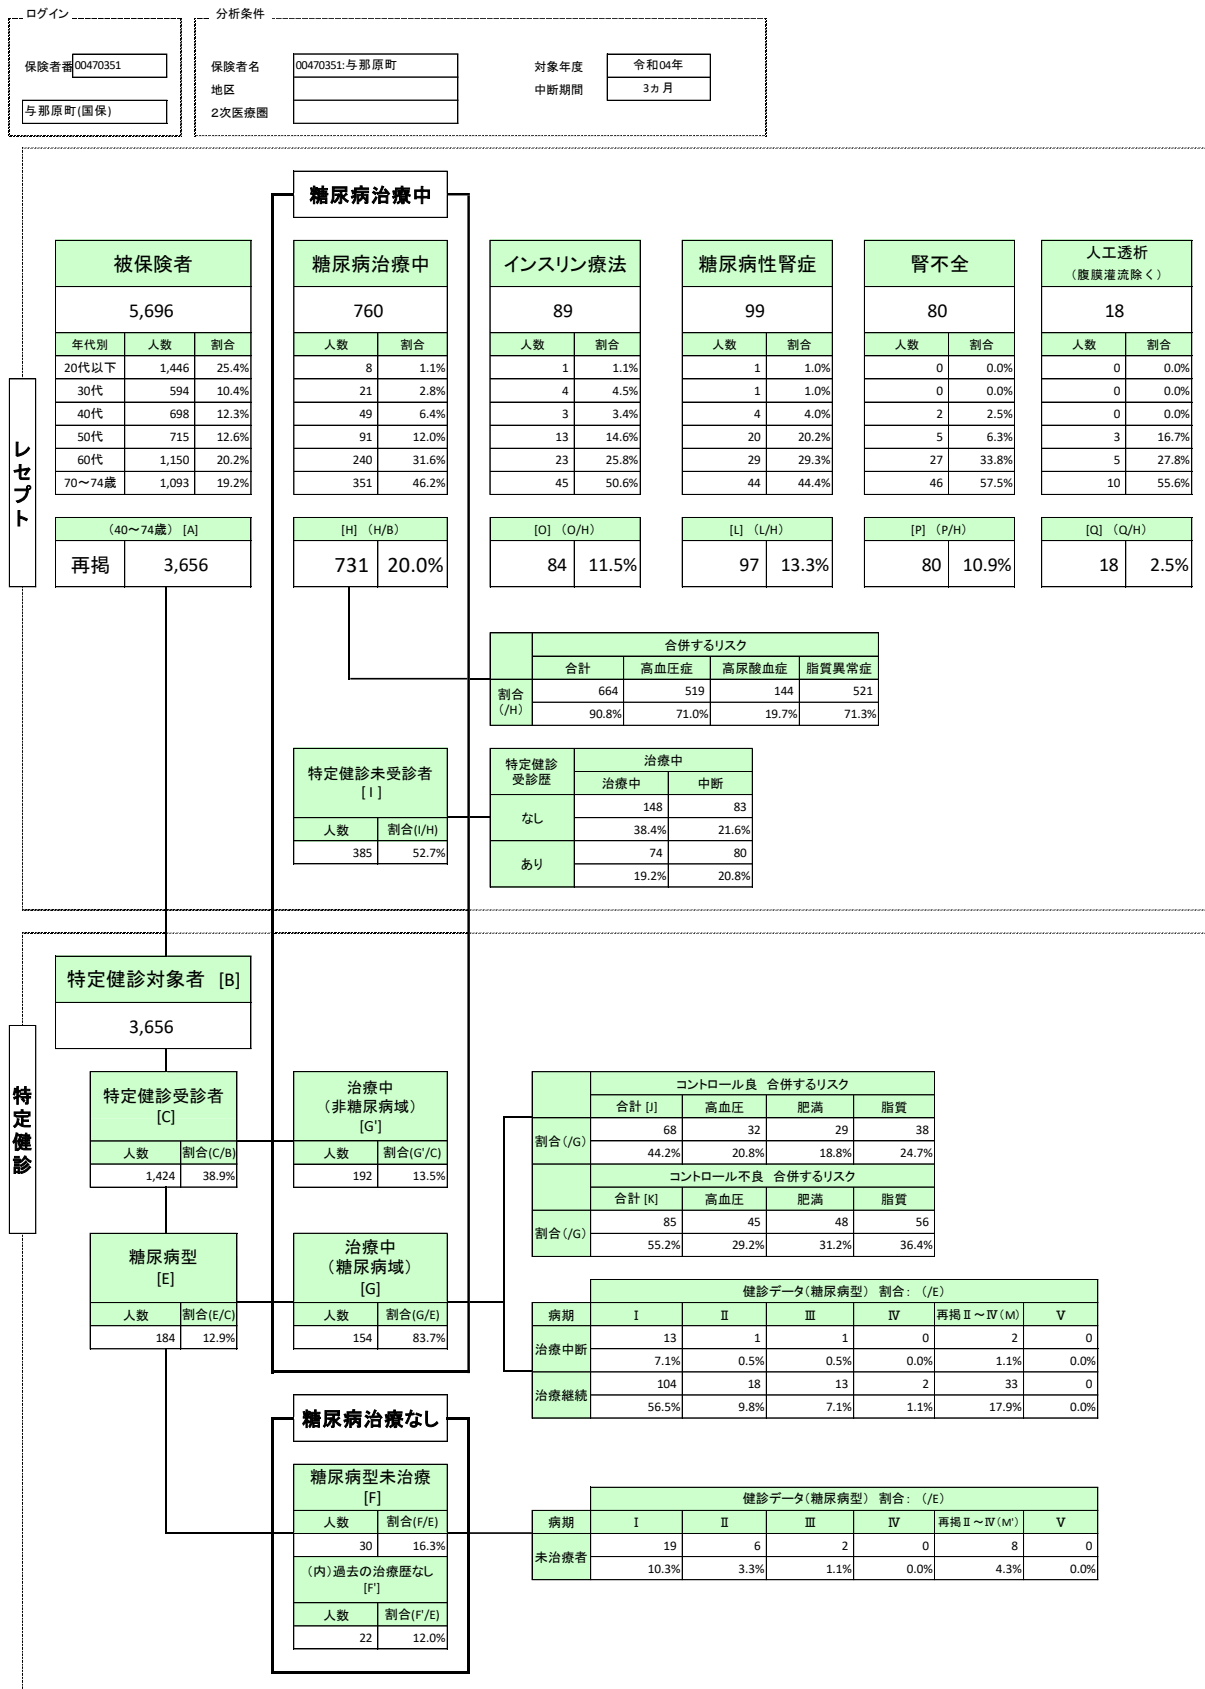 ログイン
保険者番 00470351
与那原町(国保)
分析条件
保険者名 00470351:与那原町
地区
2次医療圏
対象年度 令和04年
中断期間 3ヵ月
レセプト
糖尿病治療中
被保険者
5,696
年代別 人数 割合
20代以下 1,446 25.4%
30代 594 10.4%
40代 698 12.3%
50代 715 12.6%
60代 1,150 20.2%
70～74歳 1,093 19.2%
（40～74歳） [A]
再掲 3,656
糖尿病治療中
760
人数 割合
8 1.1%
21 2.8%
49 6.4%
91 12.0%
240 31.6%
351 46.2%
[H] （H/B）
731 20.0%
インスリン療法
89
人数 割合
1 1.1%
4 4.5%
3 3.4%
13 14.6%
23 25.8%
45 50.6%
[O] （O/H）
84 11.5%
糖尿病性腎症
99
人数 割合
1 1.0%
1 1.0%
4 4.0%
20 20.2%
29 29.3%
44 44.4%
[L] （L/H）
97 13.3%
腎不全
80
人数 割合
0 0.0%
0 0.0%
2 2.5%
5 6.3%
27 33.8%
46 57.5%
[P] （P/H）
80 10.9%
人工透析
（腹膜灌流除く）
18
人数 割合
0 0.0%
0 0.0%
0 0.0%
3 16.7%
5 27.8%
10 55.6%
[Q] （Q/H）
18 2.5%
合併するリスク
合計 高血圧症 高尿酸血症 脂質異常症
割合（/H） 664 519 144 521
90.8% 71.0% 19.7% 71.3%
特定健診未受診者
[ I ]
人数 割合(I/H)
385 52.7%
特定健診受診歴 治療中
治療中 中断
なし 148 83
38.4% 21.6%
あり 74 80
19.2% 20.8%
特定健診
特定健診対象者 [B]
3,656
特定健診受診者
[C]
人数 割合(C/B)
1,424 38.9%
治療中
（非糖尿病域）
[G']
人数 割合(G'/C)
192 13.5%
糖尿病型
[E]
人数 割合(E/C)
184 12.9%
治療中
（糖尿病域）
[G]
人数 割合(G/E)
154 83.7%
コントロール良 合併するリスク
合計 [J] 高血圧 肥満 脂質
割合(/G) 68 32 29 38
44.2% 20.8% 18.8% 24.7%
コントロール不良 合併するリスク
合計 [K] 高血圧 肥満 脂質
割合(/G) 85 45 48 56
55.2% 29.2% 31.2% 36.4%
健診データ(糖尿病型) 割合： （/E）
病期 Ⅰ Ⅱ Ⅲ Ⅳ 再掲Ⅱ～Ⅳ(M) Ⅴ
治療中断 13 1 1 0 2 0
7.1% 0.5% 0.5% 0.0% 1.1% 0.0%
治療継続 104 18 13 2 33 0
56.5% 9.8% 7.1% 1.1% 17.9% 0.0%
糖尿病治療なし
糖尿病型未治療
[F]
人数 割合(F/E)
30 16.3%
(内)過去の治療歴なし
[F']
人数 割合(F'/E)
22 12.0%
健診データ(糖尿病型) 割合： （/E）
病期 Ⅰ Ⅱ Ⅲ Ⅳ 再掲Ⅱ～Ⅳ(M') Ⅴ
未治療者 19 6 2 0 8 0
10.3% 3.3% 1.1% 0.0% 4.3% 0.0%